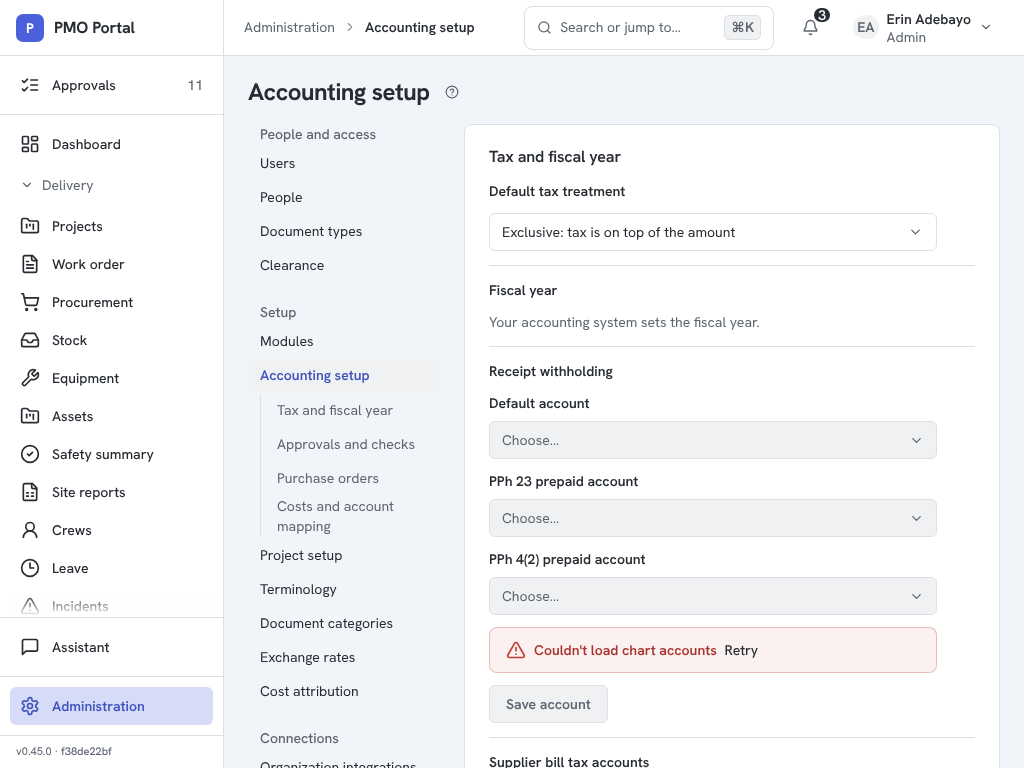 P PMO Portal
Administration > Accounting setup
Search or jump to... ⌘K
3
EA Erin Adebayo
Admin
Approvals 11
Dashboard
Delivery
Projects
Work order
Procurement
Stock
Equipment
Assets
Safety summary
Site reports
Crews
Leave
Incidents
Assistant
Administration
v0.45.0 · f38de22bf
Accounting setup ?
People and access
Users
People
Document types
Clearance
Setup
Modules
Accounting setup
Tax and fiscal year
Approvals and checks
Purchase orders
Costs and account
mapping
Project setup
Terminology
Document categories
Exchange rates
Cost attribution
Connections
Organization integrations
Tax and fiscal year
Default tax treatment
Exclusive: tax is on top of the amount
Fiscal year
Your accounting system sets the fiscal year.
Receipt withholding
Default account
Choose...
PPh 23 prepaid account
Choose...
PPh 4(2) prepaid account
Choose...
Couldn't load chart accounts Retry
Save account
Supplier bill tax accounts